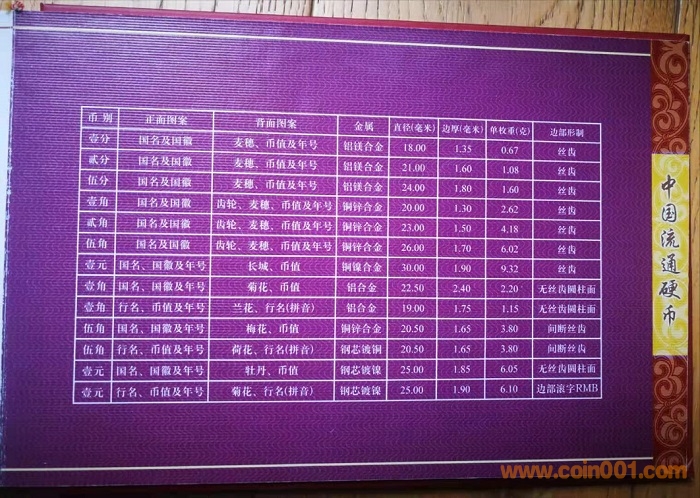 币 别 正面图案 背面图案 金属 直径(毫米) 边厚(毫米) 单枚重(克) 边部形制
壹分 国名及国徽 麦穗、币值及年号 铝镁合金 18.00 1.35 0.67 丝齿
贰分 国名及国徽 麦穗、币值及年号 铝镁合金 21.00 1.60 1.08 丝齿
伍分 国名及国徽 麦穗、币值及年号 铝镁合金 24.00 1.80 1.60 丝齿
壹角 国名及国徽 齿轮、麦穗、币值及年号 铜锌合金 20.00 1.30 2.62 丝齿
贰角 国名及国徽 齿轮、麦穗、币值及年号 铜锌合金 23.00 1.50 4.18 丝齿
伍角 国名及国徽 齿轮、麦穗、币值及年号 铜锌合金 26.00 1.70 6.02 丝齿
壹元 国名、国徽及年号 长城、币值 铜镍合金 30.00 1.90 9.32 丝齿
壹角 国名、国徽及年号 菊花、币值 铝合金 22.50 2.40 2.20 无丝齿圆柱面
壹角 行名、币值及年号 兰花、行名(拼音) 铝合金 19.00 1.75 1.15 无丝齿圆柱面
伍角 国名、国徽及年号 梅花、币值 铜锌合金 20.50 1.65 3.80 间断丝齿
伍角 行名、币值及年号 荷花、行名(拼音) 钢芯镀铜 20.50 1.65 3.80 间断丝齿
壹元 国名、国徽及年号 牡丹、币值 钢芯镀镍 25.00 1.85 6.05 无丝齿圆柱面
壹元 行名、币值及年号 菊花、行名(拼音) 钢芯镀镍 25.00 1.90 6.10 边部滚字RMB
中国流通硬币
www.coin001.com